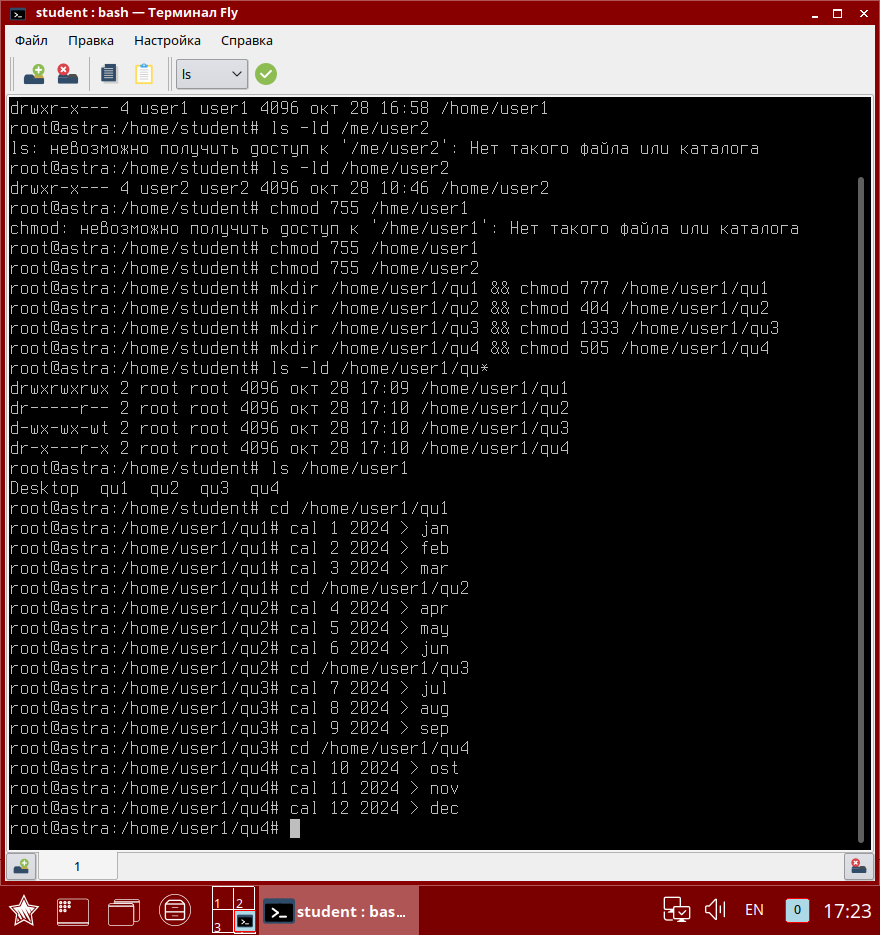 student : bash — Терминал Fly
Файл Правка Настройка Справка
ls
drwxr-x--- 4 user1 user1 4096 окт 28 16:58 /home/user1
root@astra:/home/student# ls -ld /me/user2
ls: невозможно получить доступ к '/me/user2': Нет такого файла или каталога
root@astra:/home/student# ls -ld /home/user2
drwxr-x--- 4 user2 user2 4096 окт 28 10:46 /home/user2
root@astra:/home/student# chmod 755 /hme/user1
chmod: невозможно получить доступ к '/hme/user1': Нет такого файла или каталога
root@astra:/home/student# chmod 755 /home/user1
root@astra:/home/student# chmod 755 /home/user2
root@astra:/home/student# mkdir /home/user1/qu1 && chmod 777 /home/user1/qu1
root@astra:/home/student# mkdir /home/user1/qu2 && chmod 404 /home/user1/qu2
root@astra:/home/student# mkdir /home/user1/qu3 && chmod 1333 /home/user1/qu3
root@astra:/home/student# mkdir /home/user1/qu4 && chmod 505 /home/user1/qu4
root@astra:/home/student# ls -ld /home/user1/qu*
drwxrwxrwx 2 root root 4096 окт 28 17:09 /home/user1/qu1
dr-----r-- 2 root root 4096 окт 28 17:10 /home/user1/qu2
d-wx-wx-wt 2 root root 4096 окт 28 17:10 /home/user1/qu3
dr-x---r-x 2 root root 4096 окт 28 17:10 /home/user1/qu4
root@astra:/home/student# ls /home/user1
Desktop qu1 qu2 qu3 qu4
root@astra:/home/student# cd /home/user1/qu1
root@astra:/home/user1/qu1# cal 1 2024 > jan
root@astra:/home/user1/qu1# cal 2 2024 > feb
root@astra:/home/user1/qu1# cal 3 2024 > mar
root@astra:/home/user1/qu1# cd /home/user1/qu2
root@astra:/home/user1/qu2# cal 4 2024 > apr
root@astra:/home/user1/qu2# cal 5 2024 > may
root@astra:/home/user1/qu2# cal 6 2024 > jun
root@astra:/home/user1/qu2# cd /home/user1/qu3
root@astra:/home/user1/qu3# cal 7 2024 > jul
root@astra:/home/user1/qu3# cal 8 2024 > aug
root@astra:/home/user1/qu3# cal 9 2024 > sep
root@astra:/home/user1/qu3# cd /home/user1/qu4
root@astra:/home/user1/qu4# cal 10 2024 > ost
root@astra:/home/user1/qu4# cal 11 2024 > nov
root@astra:/home/user1/qu4# cal 12 2024 > dec
root@astra:/home/user1/qu4#
1
1 2
3
student : bas...
EN
0
17:23